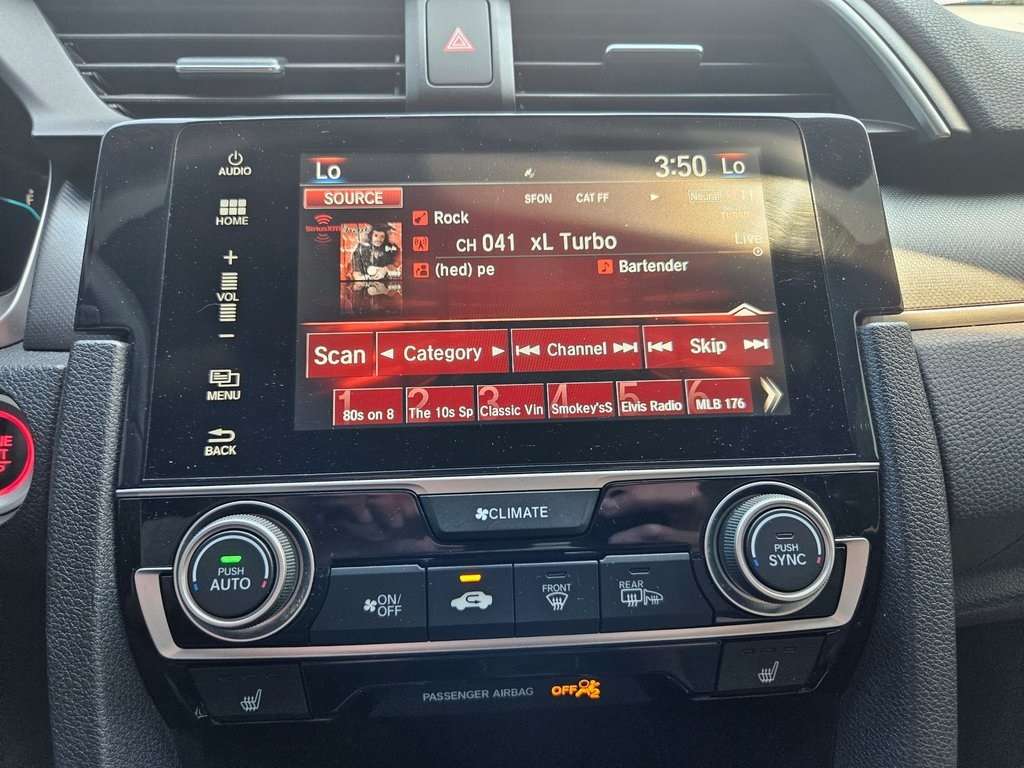 AUDIO
Lo
3:50 Lo
SOURCE
SFON CAT FF Neural
HOME
SiriusXM
Rock
CH 041 xL Turbo
Live
(hed) pe
Bartender
+
VOL
-
Scan Category Channel Skip
MENU
1 2 3 4 5 6
80s on 8 The 10s Sp Classic Vin Smokey'sS Elvis Radio MLB 176
BACK
CLIMATE
PUSH
AUTO
PUSH
SYNC
ON/
OFF
FRONT
REAR
PASSENGER AIRBAG OFF 2